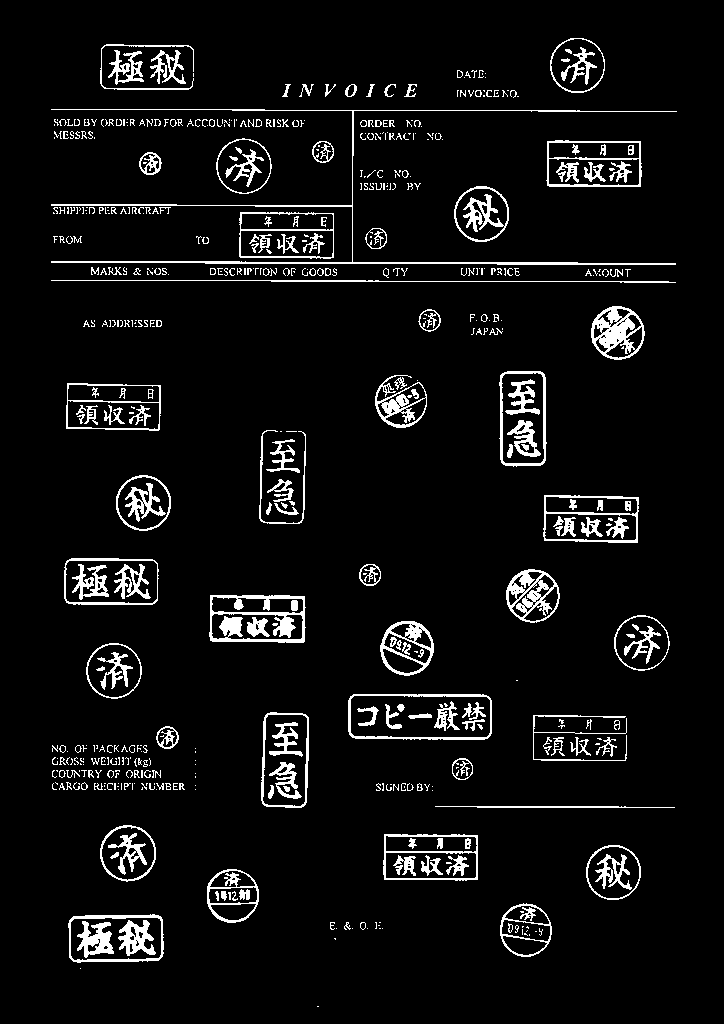 極秘
済
DATE:
INVOICE
INVOICE NO.
SOLD BY ORDER AND FOR ACCOUNT AND RISK OF
MESSRS.
済
済
済
ORDER NO.
CONTRACT NO.
年 月 日
領収済
L/C NO.
ISSUED BY
秘
SHIPPED PER AIRCRAFT
FROM TO
年 月 日
領収済
済
MARKS & NOS. DESCRIPTION OF GOODS Q'TY UNIT PRICE AMOUNT
AS ADDRESSED
済
F. O. B.
JAPAN
済
年 月 日
領収済
処理
済
至急
至急
秘
年 月 日
領収済
極秘
年 月 日
領収済
済
済
済
'09.12.-9
済
済
コピー厳禁
年 月 日
領収済
至急
済
NO. OF PACKAGES :
GROSS WEIGHT (kg) :
COUNTRY OF ORIGIN :
CARGO RECEIPT NUMBER :
済
SIGNED BY:
済
年 月 日
領収済
秘
済
極秘
E. & O. E.
済
'09.12.-9